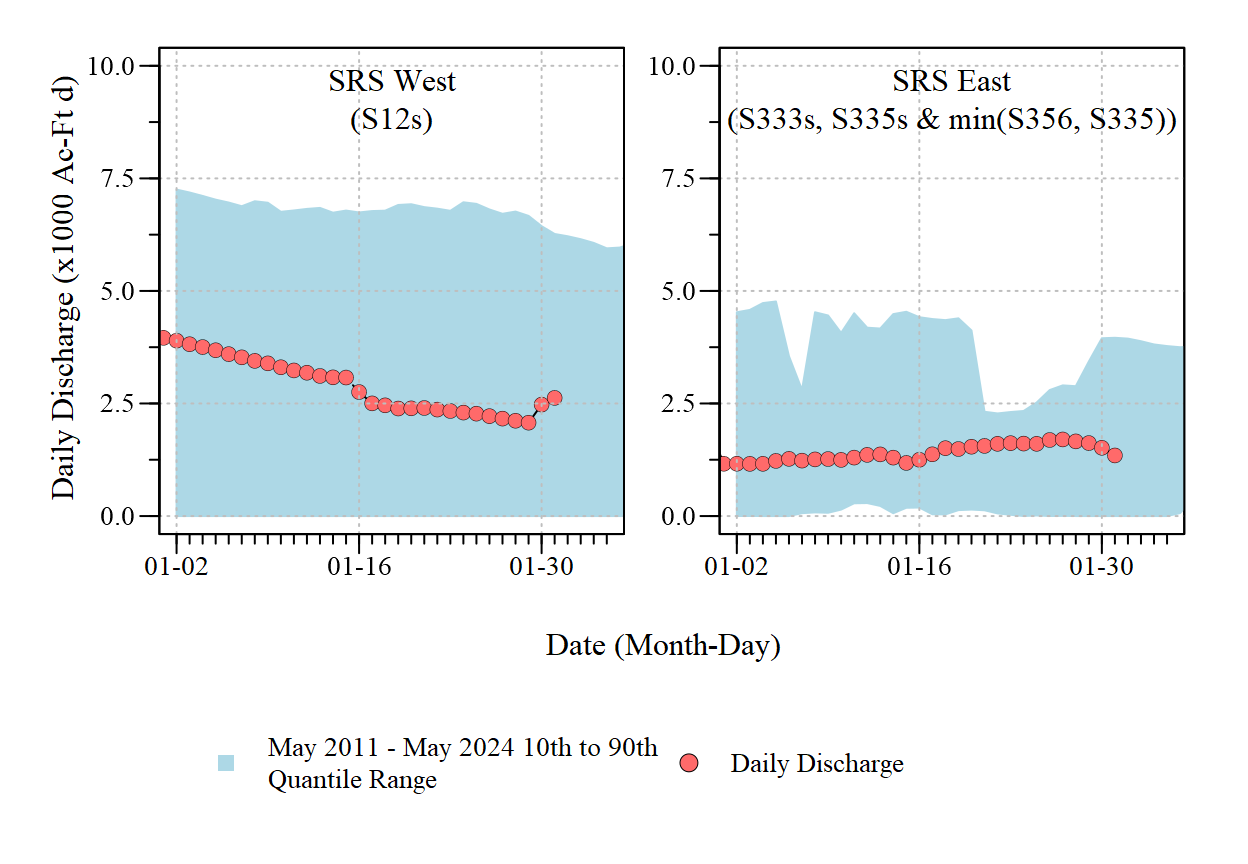 SRS West
(S12s)
SRS East
(S333s, S335s & min(S356, S335))
Daily Discharge (x1000 Ac-Ft d)
10.0
7.5
5.0
2.5
0.0
01-02
01-16
01-30
10.0
7.5
5.0
2.5
0.0
01-02
01-16
01-30
Date (Month-Day)
May 2011 - May 2024 10th to 90th
Quantile Range
Daily Discharge